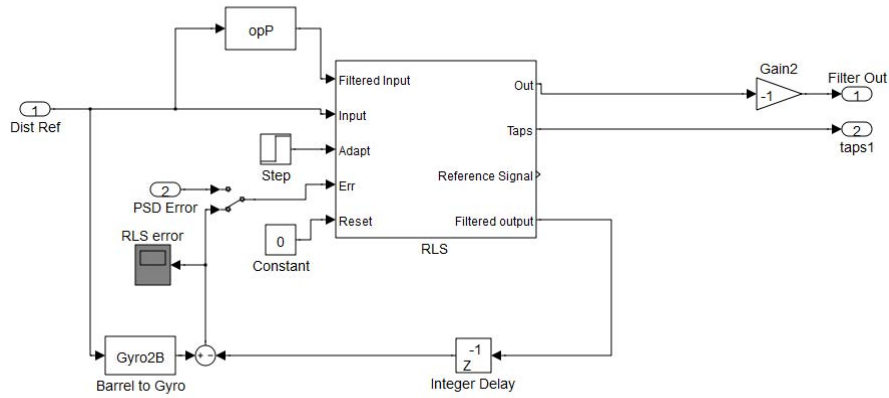 opP
1
Dist Ref
Filtered Input
Input
Adapt
Err
Reset
Out
Taps
Reference Signal
Filtered output
RLS
Gain2
-1
Filter Out
1
2
taps1
Step
2
PSD Error
RLS error
0
Constant
Gyro2B
Barrel to Gyro
+ -
-1
Z
Integer Delay